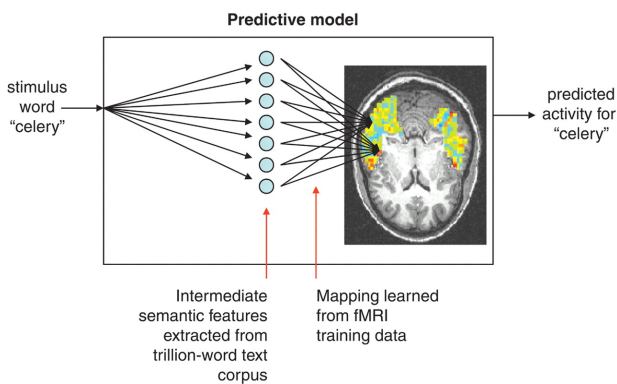 Predictive model
stimulus
word
“celery”
predicted
activity for
“celery”
Intermediate
semantic features
extracted from
trillion-word text
corpus
Mapping learned
from fMRI
training data